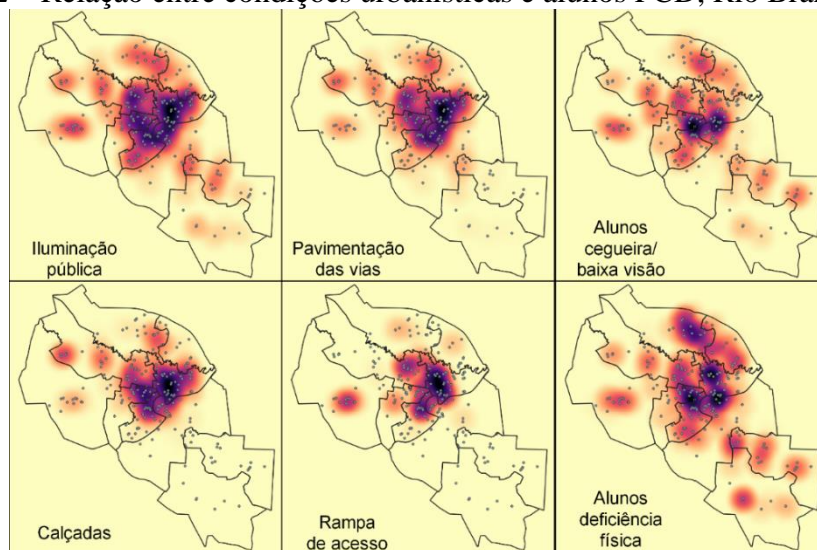 Relação entre condições urbanísticas e alunos PCD, Rio
Iluminação
pública
Pavimentação
das vias
Alunos
cegueira/
baixa visão
Calçadas
Rampa
de acesso
Alunos
deficiência
física